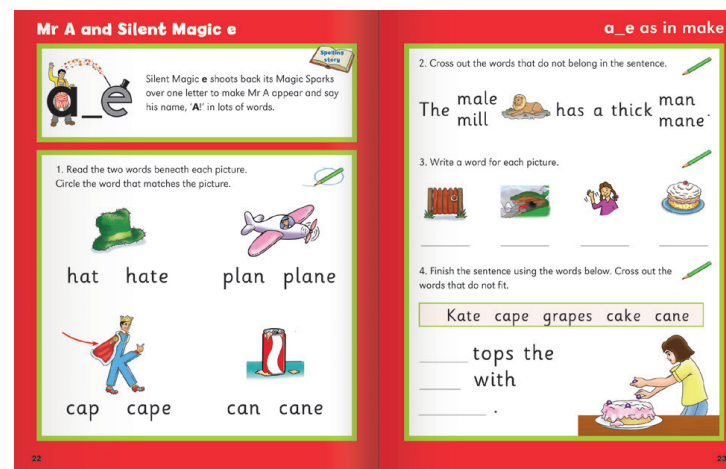 Mr A and Silent Magic e
Spelling
story
a_e
Silent Magic e shoots back its Magic Sparks
over one letter to make Mr A appear and say
his name, 'A!' in lots of words.
1. Read the two words beneath each picture.
Circle the word that matches the picture.
hat hate
plan plane
cap cape
can cane
22
a_e as in make
2. Cross out the words that do not belong in the sentence.
male man
The has a thick
mill mane.
3. Write a word for each picture.
4. Finish the sentence using the words below. Cross out the
words that do not fit.
Kate cape grapes cake cane
____ tops the
____ with
____ .
23